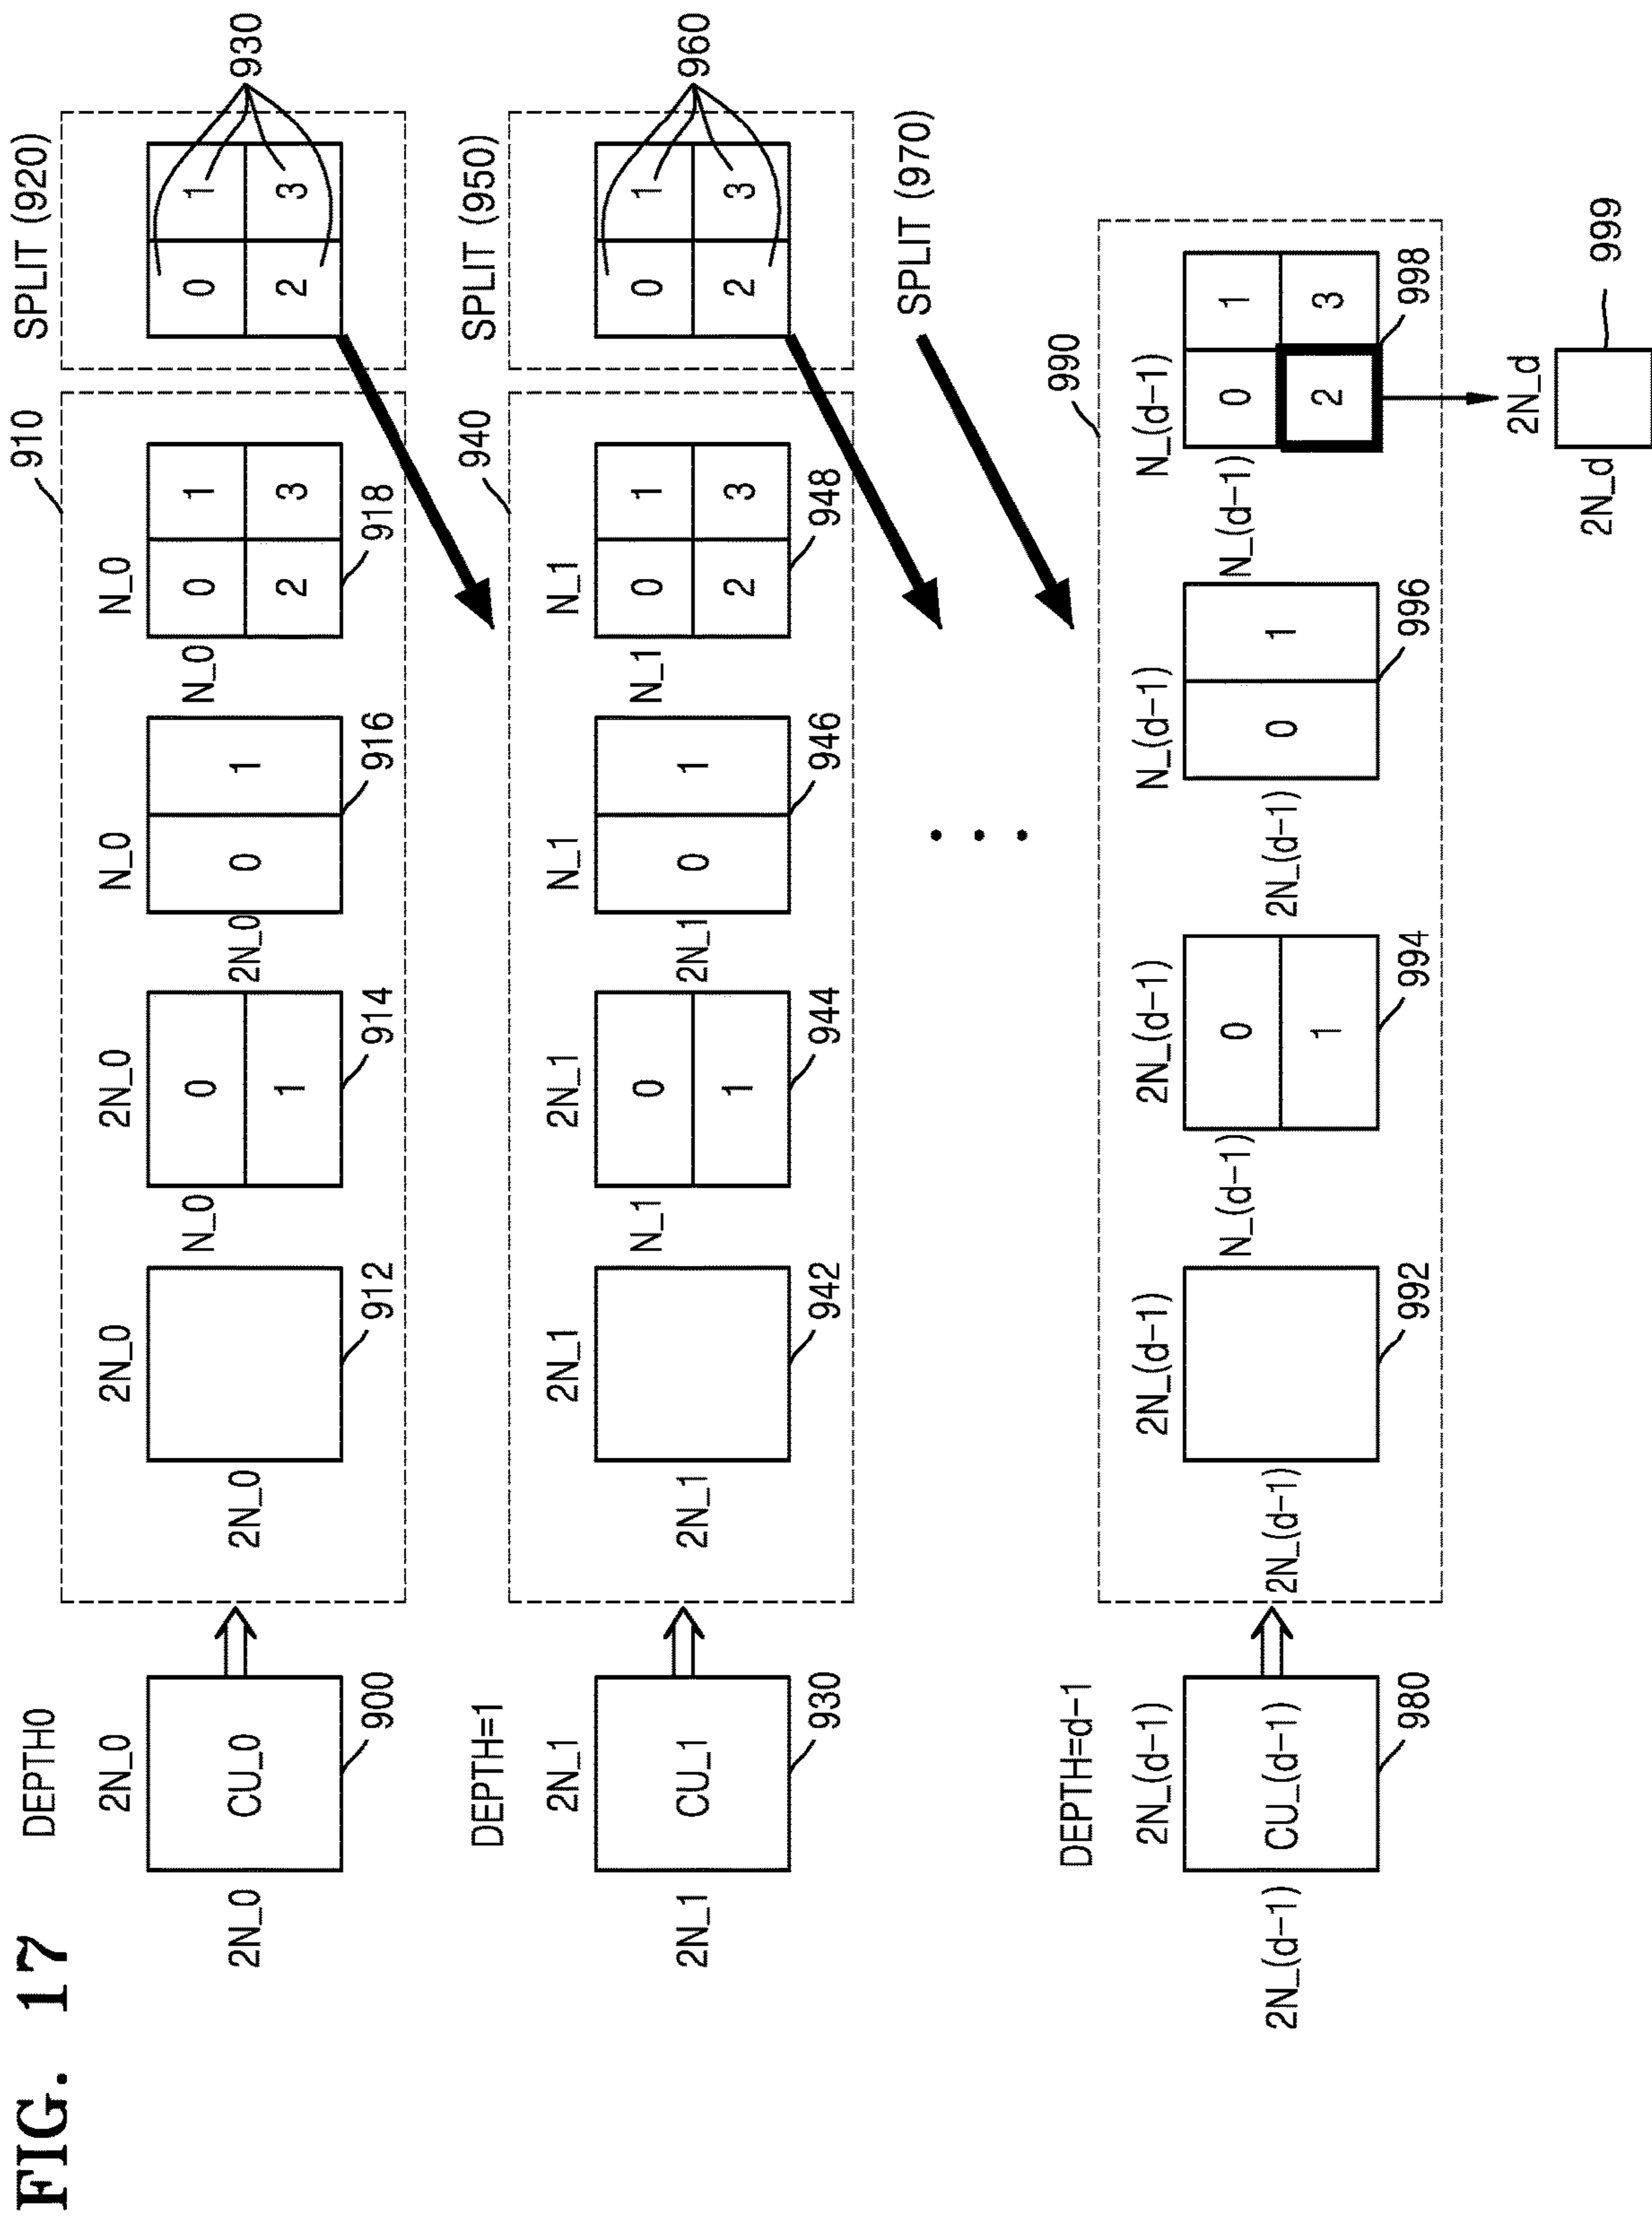 FIG. 17
DEPTH0
910
SPLIT (920)
2N_0
2N_0
2N_0
N_0
N_0
930
2N_0
CU_0
2N_0
N_0
0
1
2N_0
0
1
N_0
0
1
2
3
0
1
2
3
900
912
914
916
918
DEPTH=1
940
SPLIT (950)
2N_1
2N_1
2N_1
N_1
N_1
960
2N_1
CU_1
2N_1
N_1
0
1
2N_1
0
1
N_1
0
1
2
3
0
1
2
3
930
942
944
946
948
SPLIT (970)
DEPTH=d-1
990
2N_(d-1)
2N_(d-1)
2N_(d-1)
N_(d-1)
N_(d-1)
2N_(d-1)
CU_(d-1)
2N_(d-1)
N_(d-1)
0
1
2N_(d-1)
0
1
N_(d-1)
0
1
2
3
980
992
994
996
998
2N_d
2N_d
999